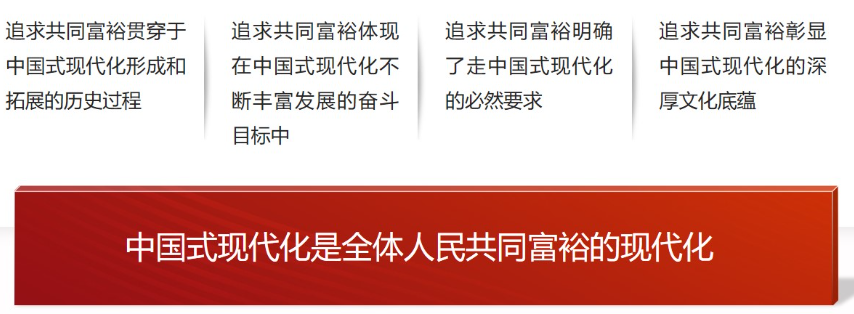 追求共同富裕贯穿于
中国式现代化形成和
拓展的历史过程
追求共同富裕体现
在中国式现代化不
断丰富发展的奋斗
目标中
追求共同富裕明确
了走中国式现代化
的必然要求
追求共同富裕彰显
中国式现代化的深
厚文化底蕴
中国式现代化是全体人民共同富裕的现代化